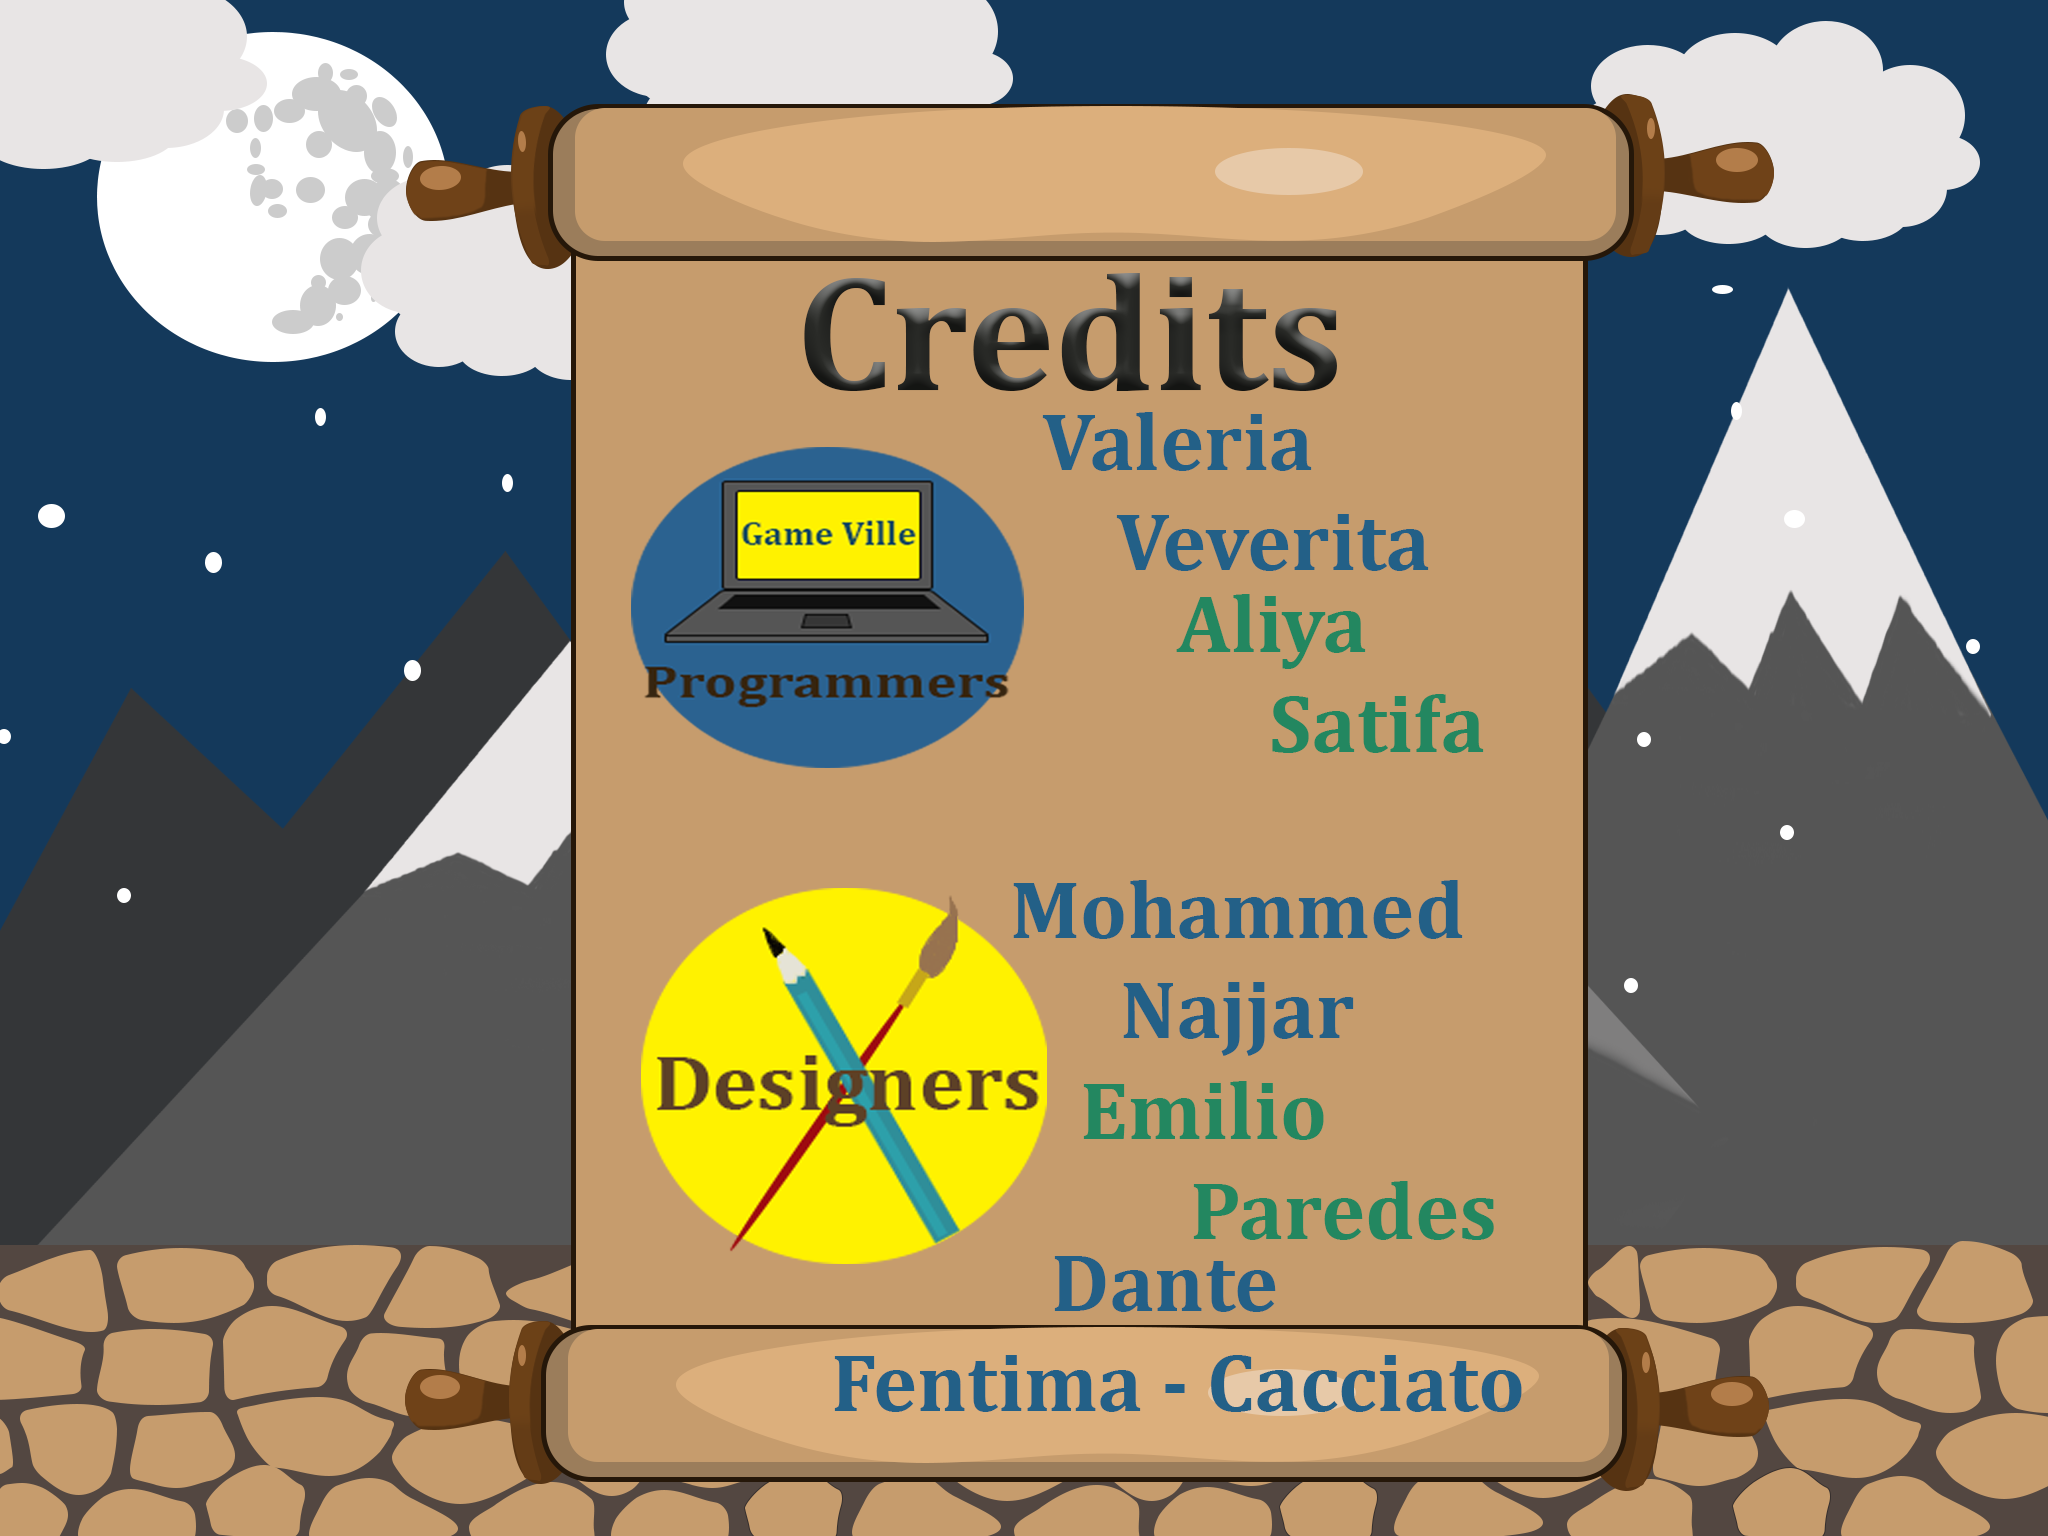 Credits
Game Ville
Programmers
Valeria
Veverita
Aliya
Satifa
Designers
Mohammed
Najjar
Emilio
Paredes
Dante
Fentima - Cacciato